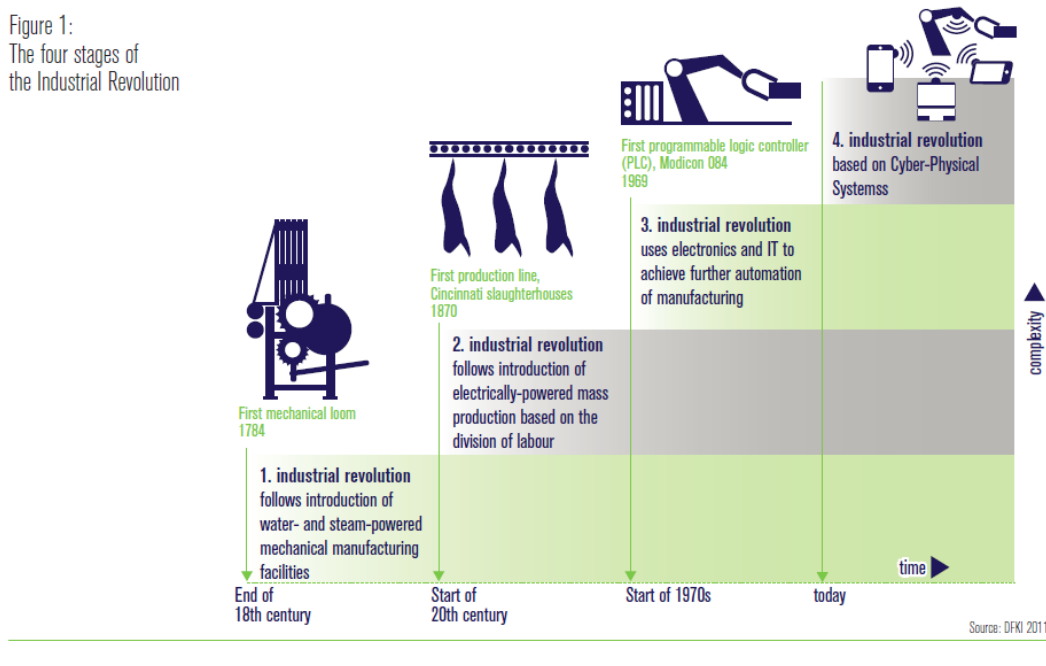 Figure 1:
The four stages of
the Industrial Revolution
First mechanical loom
1784
1. industrial revolution
follows introduction of
water- and steam-powered
mechanical manufacturing
facilities
End of
18th century
First production line,
Cincinnati slaughterhouses
1870
2. industrial revolution
follows introduction of
electrically-powered mass
production based on the
division of labour
Start of
20th century
First programmable logic controller
(PLC), Modicon 084
1969
3. industrial revolution
uses electronics and IT to
achieve further automation
of manufacturing
Start of 1970s
4. industrial revolution
based on Cyber-Physical
Systemss
today
time
complexity
Source: DFKI 2011